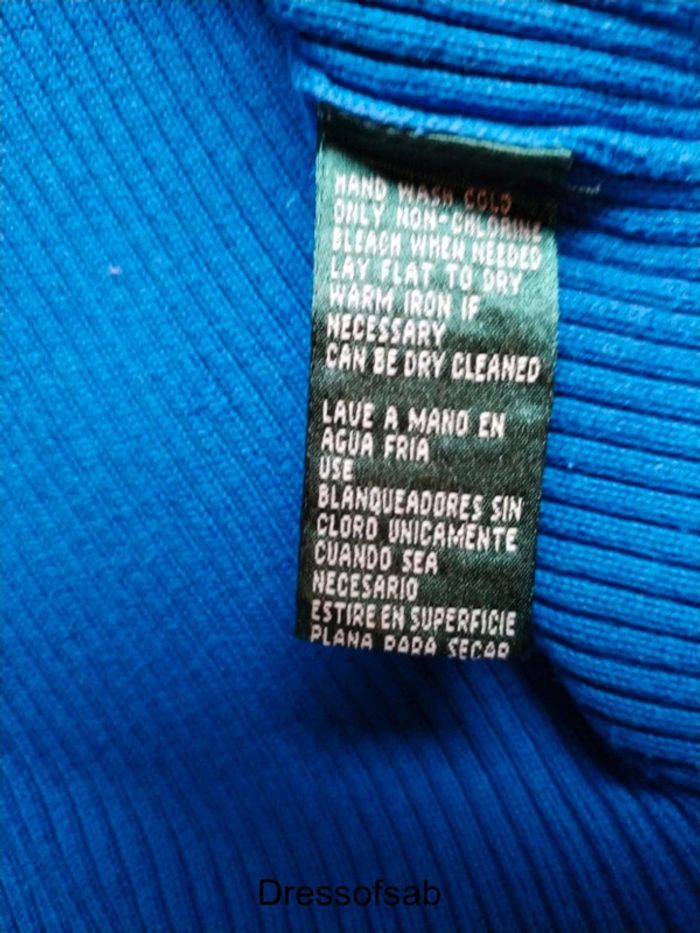 HAND WASH COLD
ONLY NON-CHLORINE
BLEACH WHEN NEEDED
LAY FLAT TO DRY
WARM IRON IF
NECESSARY
CAN BE DRY CLEANED
LAVE A MANO EN
AGUA FRIA
USE
BLANQUEADORES SIN
CLORO UNICAMENTE
CUANDO SEA
NECESARIO
ESTIRE EN SUPERFICIE
PLANA PARA SECAR
Dressofsab